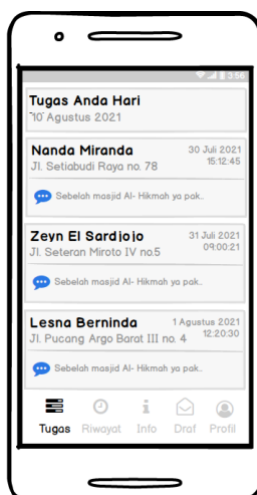 3:56
Tugas Anda Hari
"10" Agustus 2021
Nanda Miranda
30 Juli 2021
Jl. Setiabudi Raya no. 78
15:12:45
Sebelah masjid Al- Hikmah ya pak..
Zeyn El Sardjojo
31 Juli 2021
Jl. Seteran Miroto IV no.5
09:00:21
Sebelah masjid Al- Hikmah ya pak..
Lesna Berninda
1 Agustus 2021
Jl. Pucang Argo Barat III no. 4
12:20:30
Sebelah masjid Al- Hikmah ya pak..
Tugas Riwayat Info Draf Profil